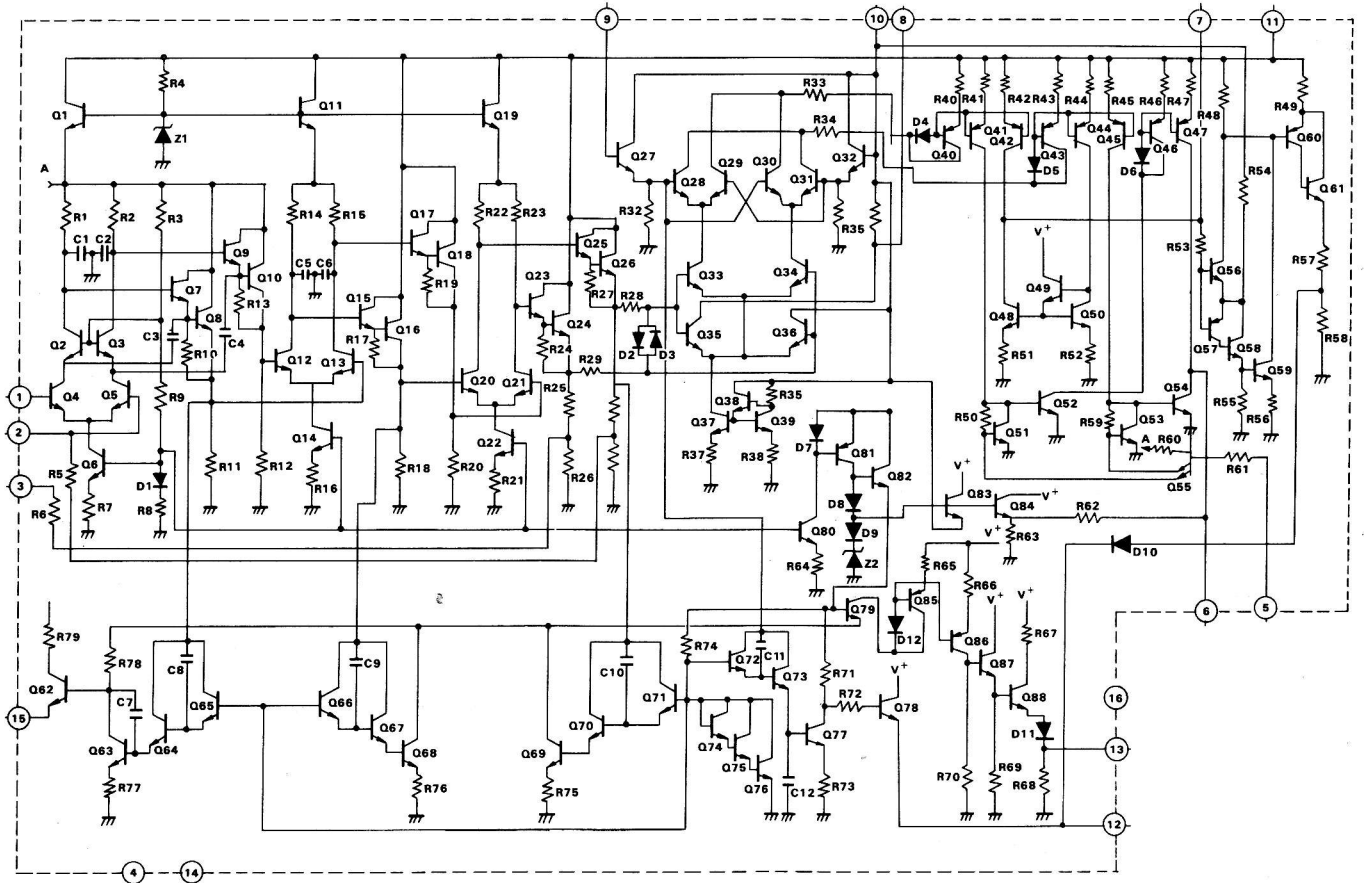 9 10 8 7 11
R4 Q11 R33 R40 R41 R42 R43 R44 R45 R46 R47 R48 R49
Q1 Z1 Q19 D4 Q60
R34 Q40 Q41 Q42 Q43 Q44 Q45 Q46 Q47
Q27 Q29 Q30 Q32 D5 D6
A Q28 Q31 Q61
R1 R2 R3 R14 R15 R22 R23 R32 R35 R54
C1 C2 Q9 Q17 Q25 V+ R53
Q10 C5 C6 Q18 Q26 Q33 Q34 Q49 Q56 R57
Q7 R13 Q15 R19 Q23 R27 R28 Q48 Q50
Q8 Q16 Q24 Q35 Q36 Q57 Q58 R58
Q2 Q3 C3 R10 C4 R17 R24 D2 D3 R51 R52 Q59
Q12 Q13 R29
1 Q4 Q5 R9 Q20 Q21 R25 Q38 R35 R50 Q52 Q53 Q54 R55 R56
2 Q14 Q22 Q37 Q39 D7 Q51 R59 A R60
Q6 R11 R12 R18 R20 R26 Q81 R61
3 R5 D1 R16 R21 R37 R38 Q82 Q55
R6 R7 R8 D8 Q83 Q84 V+
Q80 D9 R62
R64 Z2 V+ R63 D10
R65 R66
Q79 Q85 V+ V+ 6 5
R79 R78 C8 C9 C10 R74 C11 D12 Q86 R67
Q72 R71 V+ Q87
Q62 C7 Q65 Q66 Q71 Q73 R72 Q88 16
15 Q67 Q70 Q78 D11
Q63 Q64 Q68 Q69 Q74 Q77 13
Q75
R77 R76 R75 Q76 C12 R73 R70 R69 R68
12
4 14